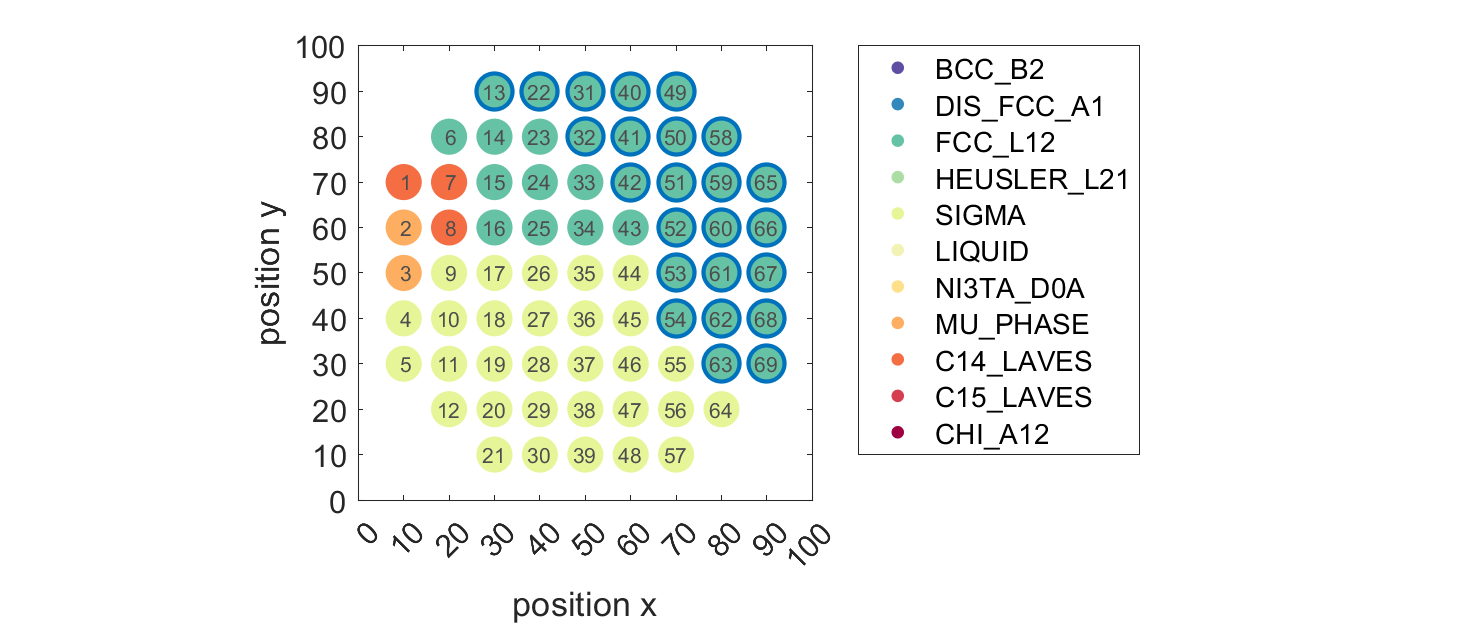 100
90
80
70
60
50
40
30
20
10
0
position y
13 22 31 40 49
6 14 23 32 41 50 58
1 7 15 24 33 42 51 59 65
2 8 16 25 34 43 52 60 66
3 9 17 26 35 44 53 61 67
4 10 18 27 36 45 54 62 68
5 11 19 28 37 46 55 63 69
12 20 29 38 47 56 64
21 30 39 48 57
0 10 20 30 40 50 60 70 80 90 100
position x
BCC_B2
DIS_FCC_A1
FCC_L12
HEUSLER_L21
SIGMA
LIQUID
NI3TA_D0A
MU_PHASE
C14_LAVES
C15_LAVES
CHI_A12